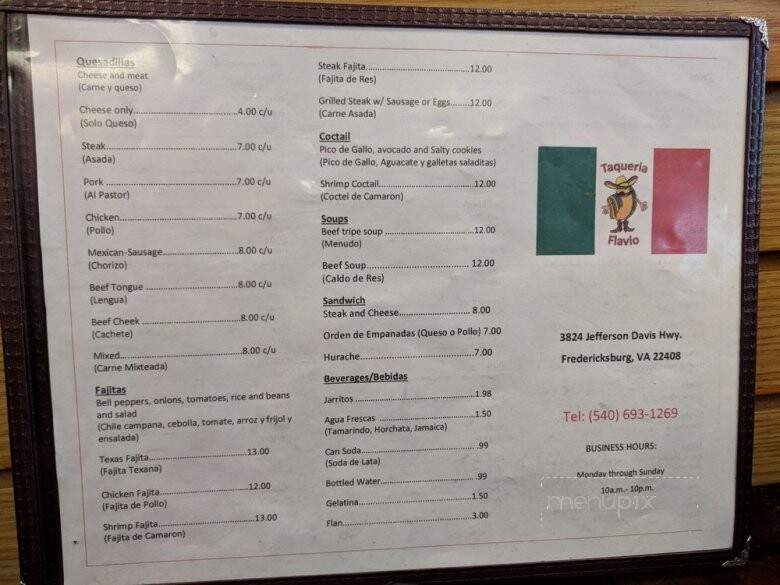 Quesadillas
Cheese and meat
(Carne y queso)
Cheese only..............................4.00 c/u
(Solo Queso)
Steak........................................7.00 c/u
(Asada)
Pork ........................................7.00 c/u
(Al Pastor)
Chicken....................................7.00 c/u
(Pollo)
Mexican-Sausage.......................8.00 c/u
(Chorizo)
Beef Tongue .............................8.00 c/u
(Lengua)
Beef Cheek ..............................8.00 c/u
(Cachete)
Mixed.......................................8.00 c/u
(Carne Mixteada)
Fajitas
Bell peppers, onions, tomatoes, rice and beans
and salad
(Chile campana, cebolla, tomate, arroz y frijol y
ensalada)
Texas Fajita..............................13.00
(Fajita Texana)
Chicken Fajita...........................12.00
(Fajita de Pollo)
Shrimp Fajita............................13.00
(Fajita de Camaron)
Steak Fajita..............................12.00
(Fajita de Res)
Grilled Steak w/ Sausage or Eggs........12.00
(Carne Asada)
Coctail
Pico de Gallo, avocado and Salty cookies
(Pico de Gallo, Aguacate y galletas saladitas)
Shrimp Coctail..........................12.00
(Coctel de Camaron)
Soups
Beef tripe soup .........................12.00
(Menudo)
Beef Soup.................................12.00
(Caldo de Res)
Sandwich
Steak and Cheese........................ 8.00
Orden de Empanadas (Queso o Pollo) 7.00
Hurache....................................7.00
Beverages/Bebidas
Jarritos .....................................1.98
Agua Frescas .............................1.50
(Tamarindo, Horchata, Jamaica)
Can Soda...................................99
(Soda de Lata)
Bottled Water.............................99
Gelatina....................................1.50
Flan..........................................3.00
Taqueria
Flavio
3824 Jefferson Davis Hwy.
Fredericksburg, VA 22408
Tel: (540) 693-1269
BUSINESS HOURS:
Monday through Sunday
10a.m.- 10p.m.
menupix